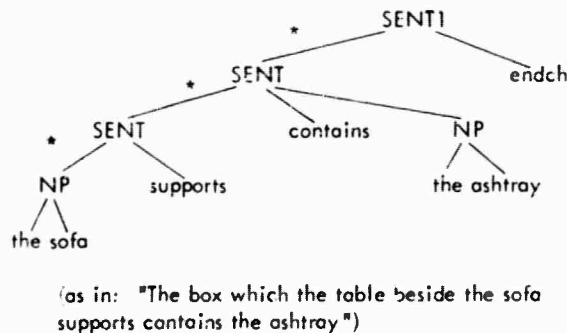 * SENT1
* SENT endch
* SENT contains NP
NP supports the ashtray
the sofa
(as in: "The box which the table beside the sofa
supports contains the ashtray")